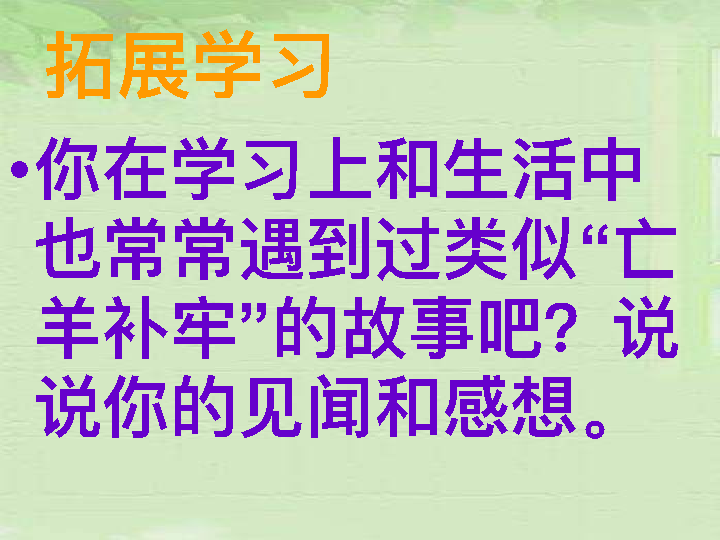 拓展学习
•你在学习上和生活中
也常常遇到过类似“亡
羊补牢”的故事吧？说
说你的见闻和感想。